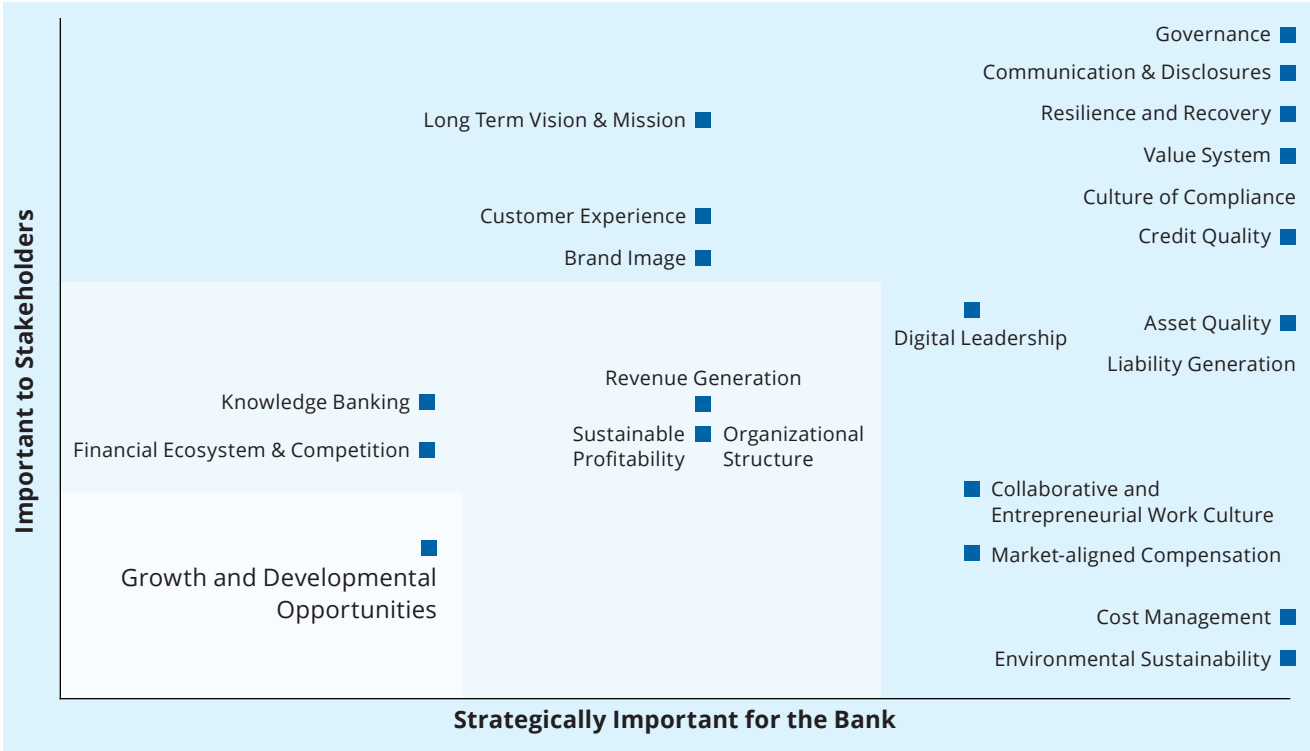 Governance
Communication & Disclosures
Long Term Vision & Mission
Resilience and Recovery
Value System
Culture of Compliance
Customer Experience
Credit Quality
Brand Image
Important to Stakeholders
Digital Leadership
Asset Quality
Liability Generation
Revenue Generation
Knowledge Banking
Sustainable
Profitability
Organizational
Structure
Financial Ecosystem & Competition
Collaborative and
Entrepreneurial Work Culture
Market-aligned Compensation
Growth and Developmental
Opportunities
Cost Management
Environmental Sustainability
Strategically Important for the Bank